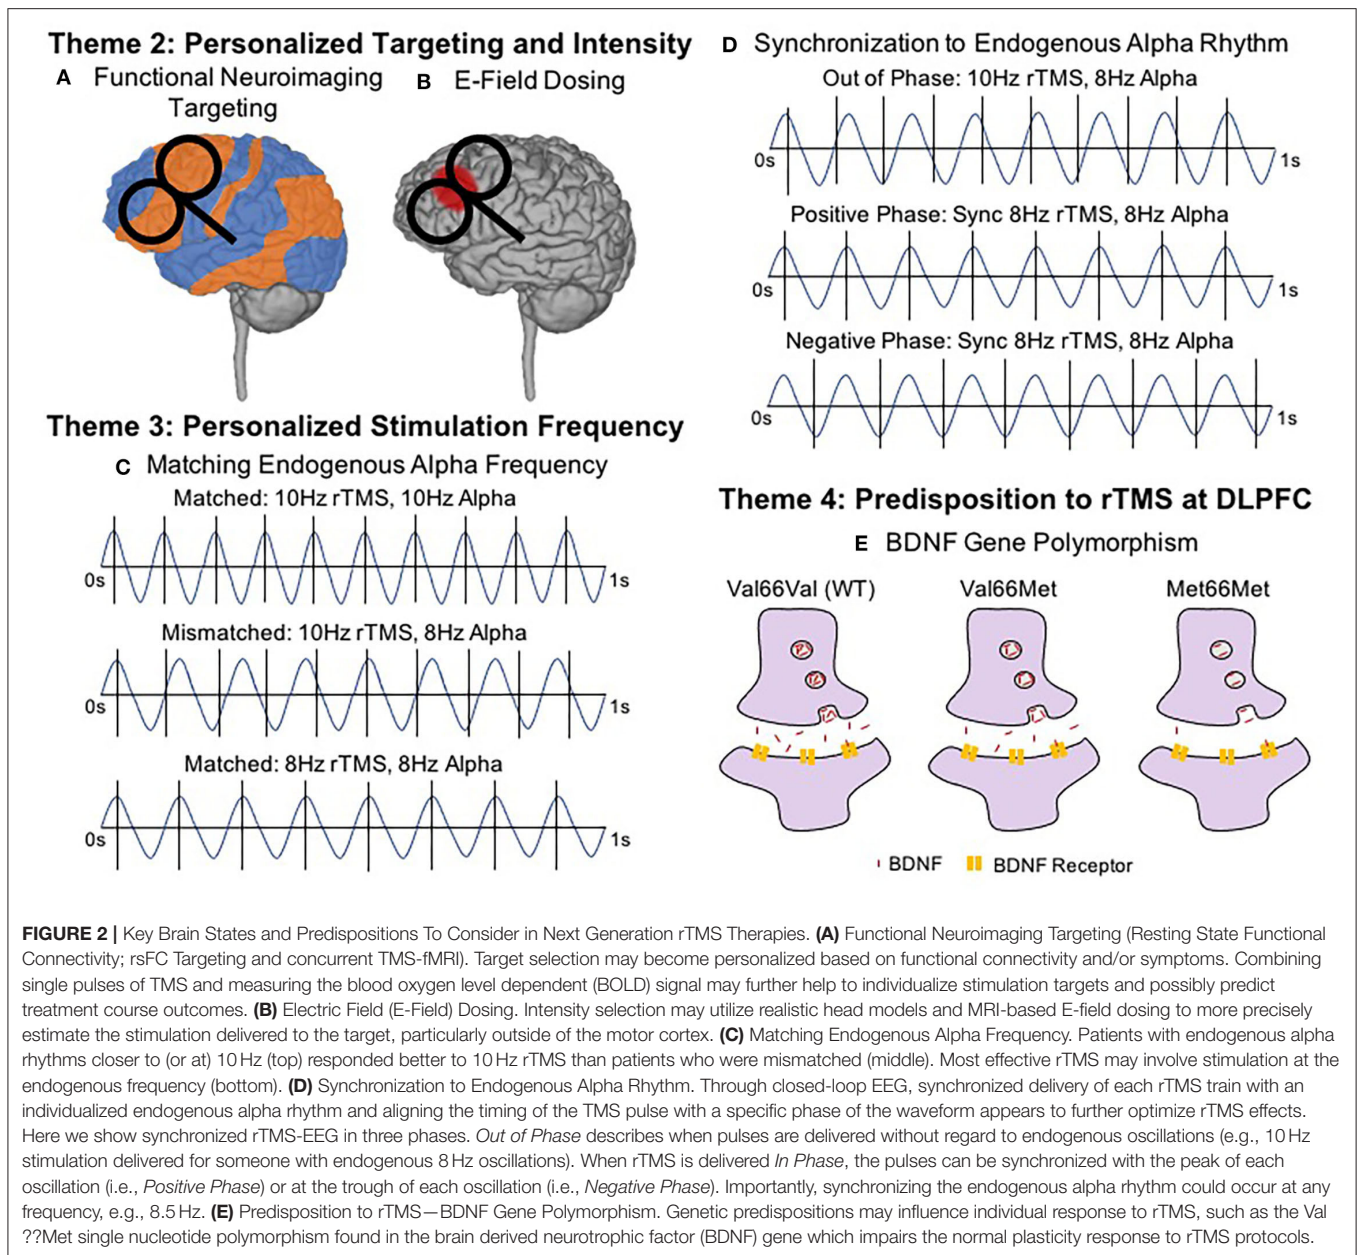 Theme 2: Personalized Targeting and Intensity
A Functional Neuroimaging
Targeting
B E-Field Dosing
Theme 3: Personalized Stimulation Frequency
C Matching Endogenous Alpha Frequency
Matched: 10Hz rTMS, 10Hz Alpha
0s 1s
Mismatched: 10Hz rTMS, 8Hz Alpha
0s 1s
Matched: 8Hz rTMS, 8Hz Alpha
0s 1s
D Synchronization to Endogenous Alpha Rhythm
Out of Phase: 10Hz rTMS, 8Hz Alpha
0s 1s
Positive Phase: Sync 8Hz rTMS, 8Hz Alpha
0s 1s
Negative Phase: Sync 8Hz rTMS, 8Hz Alpha
0s 1s
Theme 4: Predisposition to rTMS at DLPFC
E BDNF Gene Polymorphism
Val66Val (WT) Val66Met Met66Met
BDNF BDNF Receptor
FIGURE 2 | Key Brain States and Predispositions To Consider in Next Generation rTMS Therapies. (A) Functional Neuroimaging Targeting (Resting State Functional
Connectivity; rsFC Targeting and concurrent TMS-fMRI). Target selection may become personalized based on functional connectivity and/or symptoms. Combining
single pulses of TMS and measuring the blood oxygen level dependent (BOLD) signal may further help to individualize stimulation targets and possibly predict
treatment course outcomes. (B) Electric Field (E-Field) Dosing. Intensity selection may utilize realistic head models and MRI-based E-field dosing to more precisely
estimate the stimulation delivered to the target, particularly outside of the motor cortex. (C) Matching Endogenous Alpha Frequency. Patients with endogenous alpha
rhythms closer to (or at) 10 Hz (top) responded better to 10 Hz rTMS than patients who were mismatched (middle). Most effective rTMS may involve stimulation at the
endogenous frequency (bottom). (D) Synchronization to Endogenous Alpha Rhythm. Through closed-loop EEG, synchronized delivery of each rTMS train with an
individualized endogenous alpha rhythm and aligning the timing of the TMS pulse with a specific phase of the waveform appears to further optimize rTMS effects.
Here we show synchronized rTMS-EEG in three phases. Out of Phase describes when pulses are delivered without regard to endogenous oscillations (e.g., 10 Hz
stimulation delivered for someone with endogenous 8 Hz oscillations). When rTMS is delivered In Phase, the pulses can be synchronized with the peak of each
oscillation (i.e., Positive Phase) or at the trough of each oscillation (i.e., Negative Phase). Importantly, synchronizing the endogenous alpha rhythm could occur at any
frequency, e.g., 8.5 Hz. (E) Predisposition to rTMS—BDNF Gene Polymorphism. Genetic predispositions may influence individual response to rTMS, such as the Val
??Met single nucleotide polymorphism found in the brain derived neurotrophic factor (BDNF) gene which impairs the normal plasticity response to rTMS protocols.